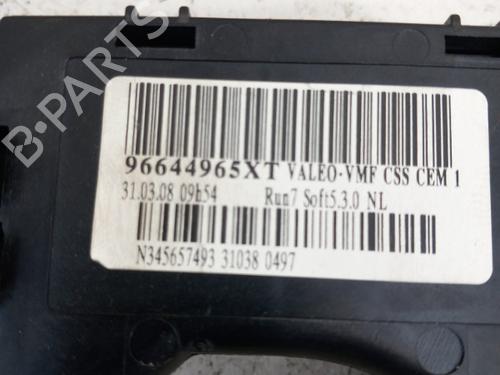 96644965XT VALEO·VMF CSS CEM 1
31.03.08 09h54 Run7 Soft5.3.0 NL
N345657493 31038 0497
B-PARTS